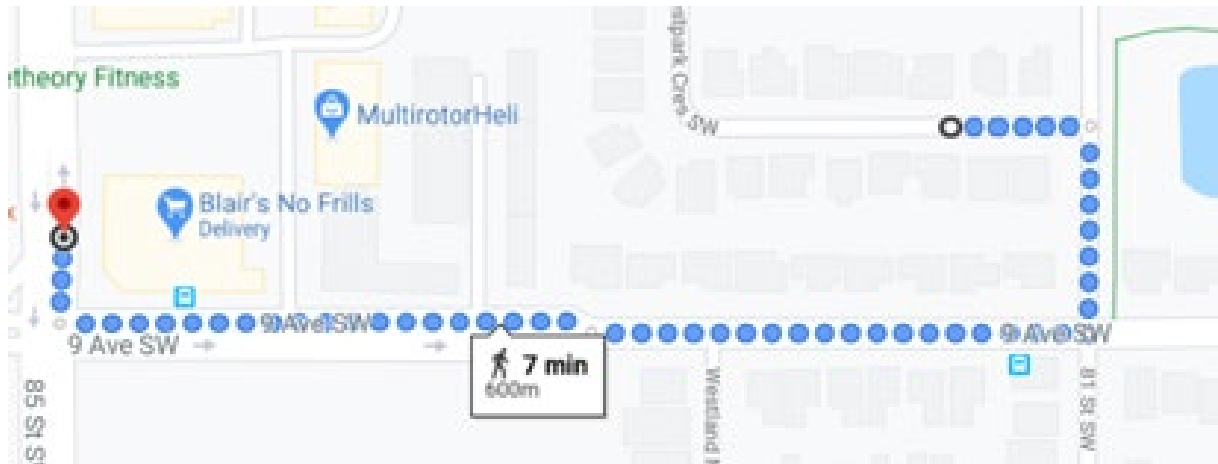 etheory Fitness
MultirotorHeli
stpark Cres SW
Blair's No Frills
Delivery
9 Ave SW
9 Ave SW
9 Ave SW
7 min
600m
85 St S
Westland
81 St SW